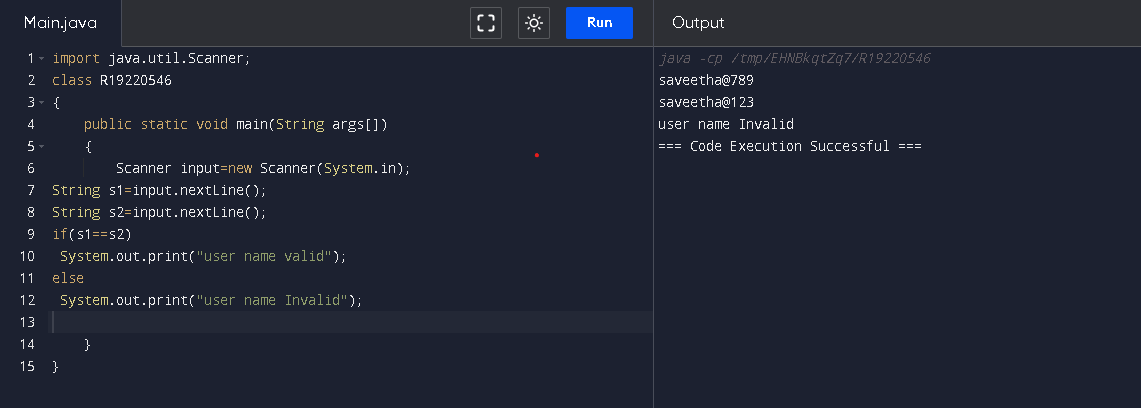 Main.java
Run
Output
1 import java.util.Scanner;
2 class R19220546
3 {
4 public static void main(String args[])
5 {
6 Scanner input=new Scanner(System.in);
7 String s1=input.nextLine();
8 String s2=input.nextLine();
9 if(s1==s2)
10 System.out.print("user name valid");
11 else
12 System.out.print("user name Invalid");
13
14 }
15 }
java -cp /tmp/EHNBkqtZq7/R19220546
saveetha@789
saveetha@123
user name Invalid
=== Code Execution Successful ===